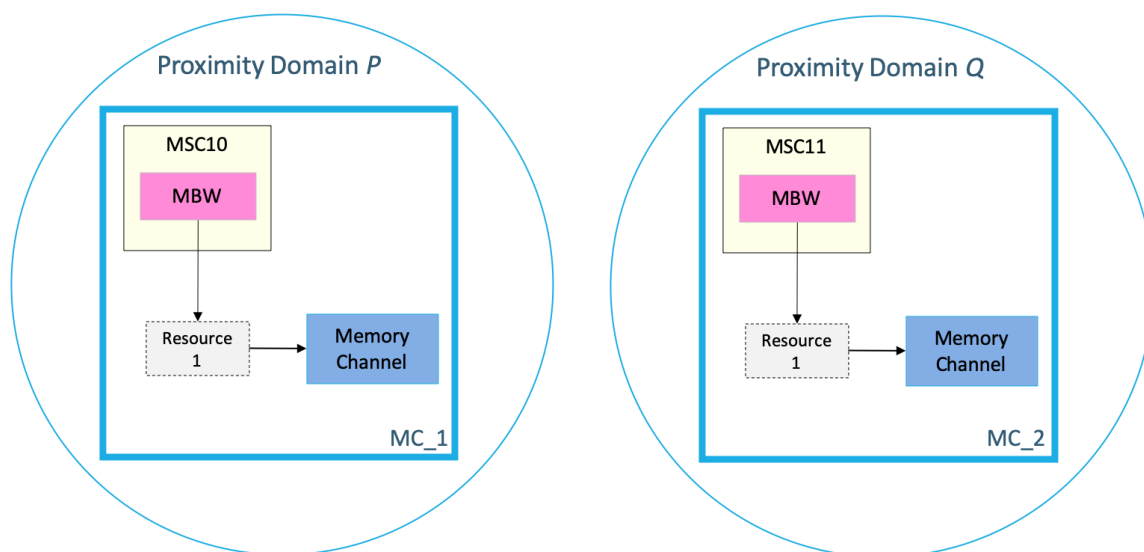 Proximity Domain P
MSC10
MBW
Resource
1
Memory
Channel
MC_1
Proximity Domain Q
MSC11
MBW
Resource
1
Memory
Channel
MC_2